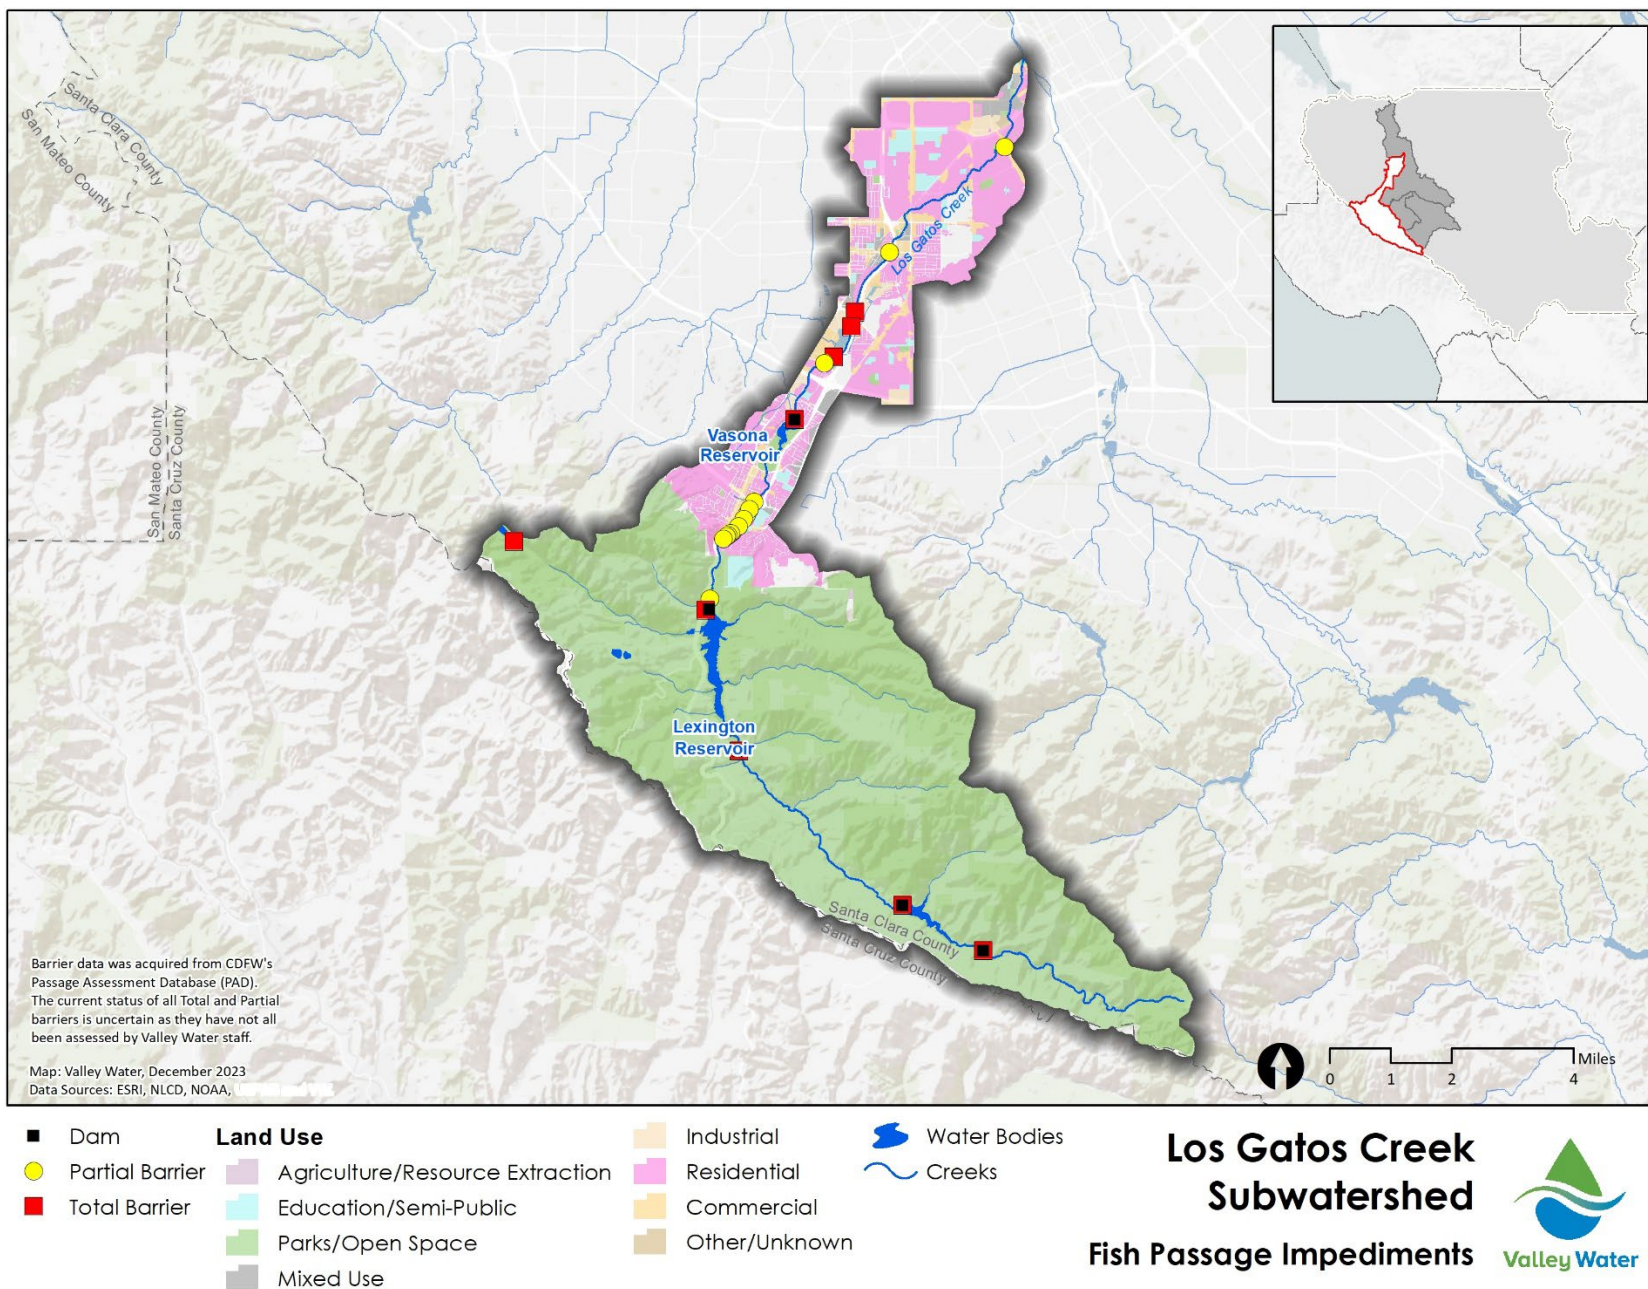 Santa Clara County
San Mateo County
Los Gatos Creek
San Mateo County
Santa Cruz County
Vasona
Reservoir
Lexington
Reservoir
Santa Clara County
Santa Cruz County
Barrier data was acquired from CDFW's
Passage Assessment Database (PAD).
The current status of all Total and Partial
barriers is uncertain as they have not all
been assessed by Valley Water staff.
Map: Valley Water, December 2023
Data Sources: ESRI, NLCD, NOAA,
Miles
0 1 2 4
Dam
Partial Barrier
Total Barrier
Land Use
Agriculture/Resource Extraction
Education/Semi-Public
Parks/Open Space
Mixed Use
Industrial
Residential
Commercial
Other/Unknown
Water Bodies
Creeks
Los Gatos Creek
Subwatershed
Fish Passage Impediments
Valley Water